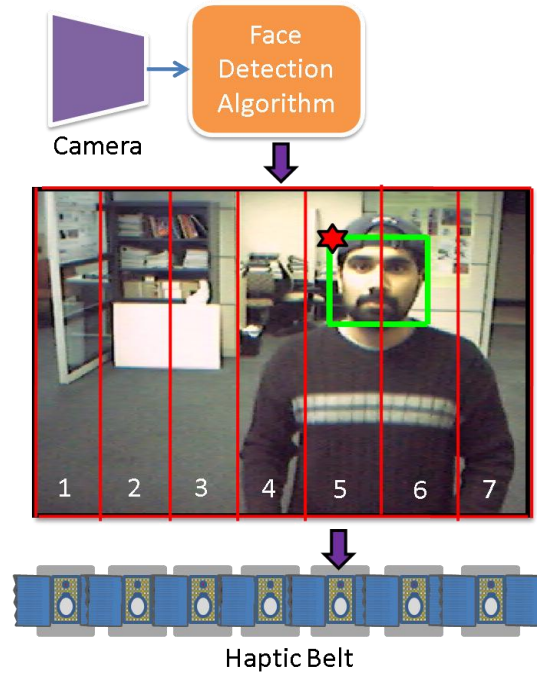 Face
Detection
Algorithm
Camera
1 2 3 4 5 6 7
Haptic Belt